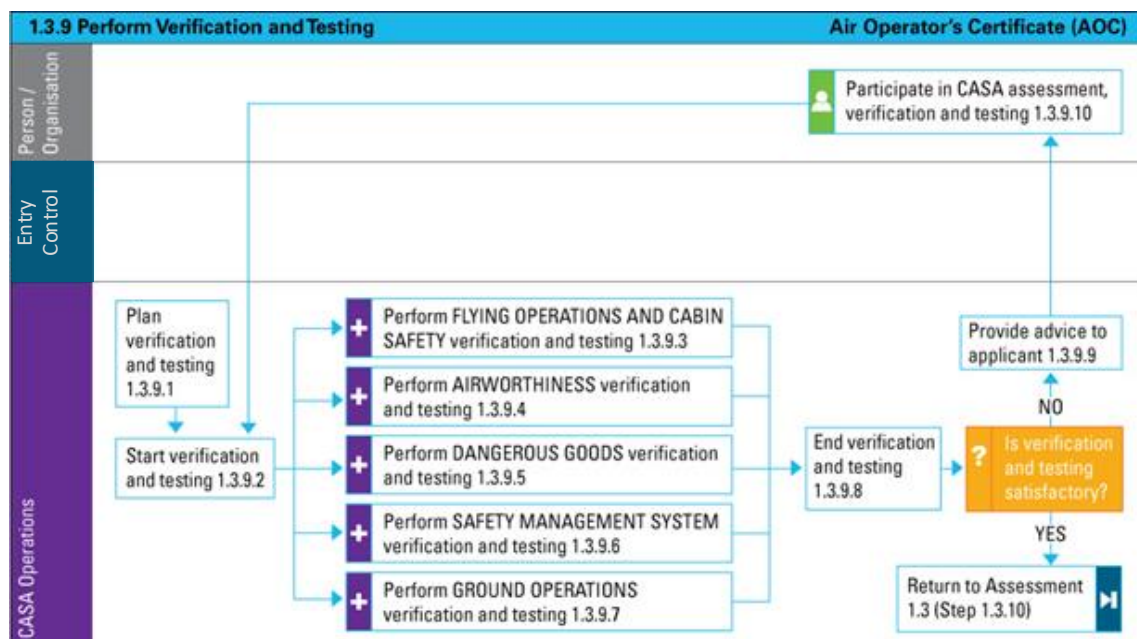 1.3.9 Perform Verification and Testing
Air Operator's Certificate (AOC)
Person /
Organisation
Participate in CASA assessment,
verification and testing 1.3.9.10
Entry
Control
CASA Operations
Plan
verification
and testing
1.3.9.1
Start verification
and testing 1.3.9.2
+
Perform FLYING OPERATIONS AND CABIN
SAFETY verification and testing 1.3.9.3
+
Perform AIRWORTHINESS verification
and testing 1.3.9.4
+
Perform DANGEROUS GOODS verification
and testing 1.3.9.5
+
Perform SAFETY MANAGEMENT SYSTEM
verification and testing 1.3.9.6
+
Perform GROUND OPERATIONS
verification and testing 1.3.9.7
End verification
and testing
1.3.9.8
?
Is verification
and testing
satisfactory?
NO
Provide advice to
applicant 1.3.9.9
YES
Return to Assessment
1.3 (Step 1.3.10)